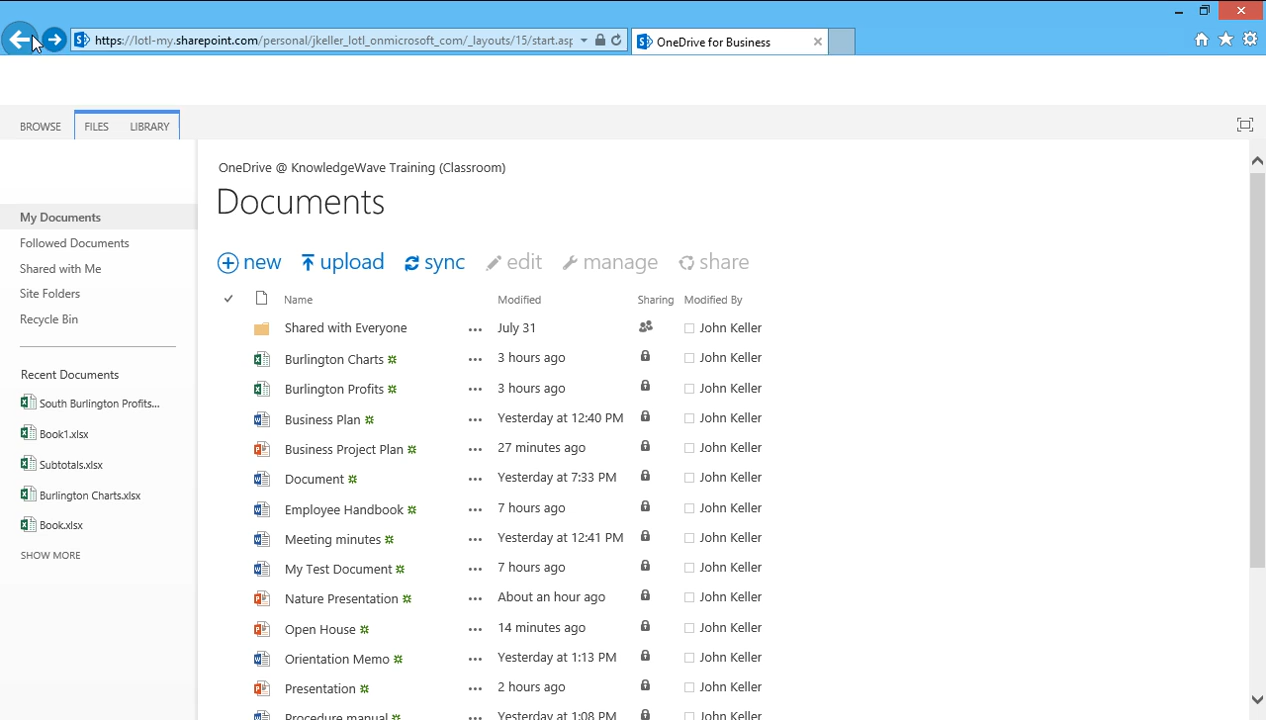 https://lotl-my.sharepoint.com/personal/jkeller_lotl_onmicrosoft_com/_layouts/15/start.asp
OneDrive for Business
BROWSE FILES LIBRARY
OneDrive @ KnowledgeWave Training (Classroom)
Documents
My Documents
Followed Documents
Shared with Me
Site Folders
Recycle Bin
Recent Documents
South Burlington Profits...
Book1.xlsx
Subtotals.xlsx
Burlington Charts.xlsx
Book.xlsx
SHOW MORE
new upload sync edit manage share
Name Modified Sharing Modified By
Shared with Everyone ... July 31 John Keller
Burlington Charts ... 3 hours ago John Keller
Burlington Profits ... 3 hours ago John Keller
Business Plan ... Yesterday at 12:40 PM John Keller
Business Project Plan ... 27 minutes ago John Keller
Document ... Yesterday at 7:33 PM John Keller
Employee Handbook ... 7 hours ago John Keller
Meeting minutes ... Yesterday at 12:41 PM John Keller
My Test Document ... 7 hours ago John Keller
Nature Presentation ... About an hour ago John Keller
Open House ... 14 minutes ago John Keller
Orientation Memo ... Yesterday at 1:13 PM John Keller
Presentation ... 2 hours ago John Keller
Procedure manual ... Yesterday at 1:08 PM John Keller